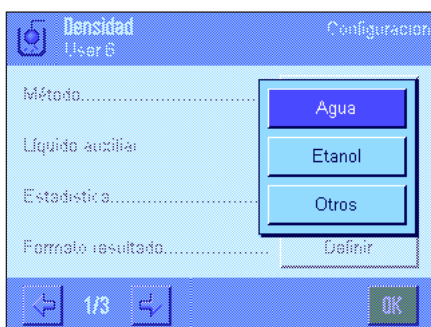 Densidad
Configuracion
User 6
Método..............................
Agua
Líquido auxiliar
Etanol
Estadística.........................
Otros
Formato resultado.....................
Definir
1/3
OK